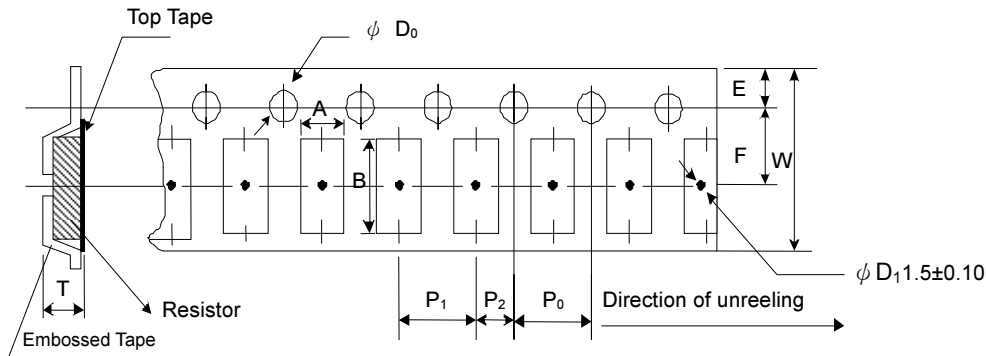 Top Tape
ϕ D₀
E
A
F
W
B
ϕ D₁1.5±0.10
T
P₁
P₂
P₀
Direction of unreeling
Resistor
Embossed Tape